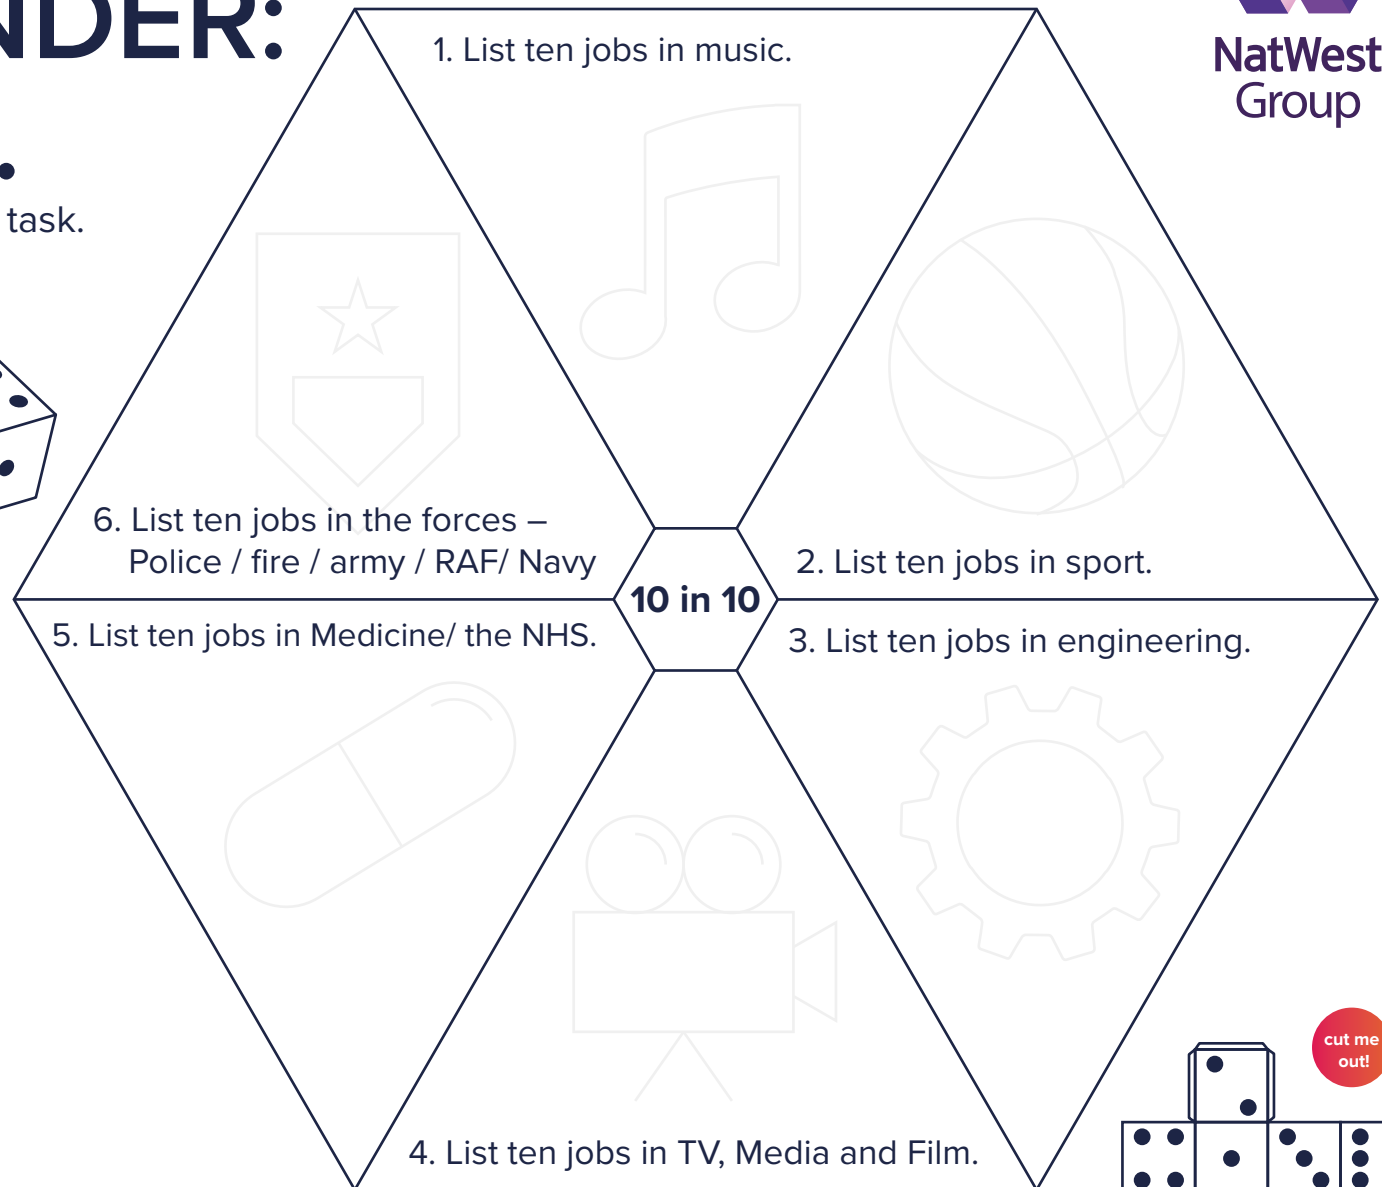 NDER:
NatWest
Group
task.
1. List ten jobs in music.
6. List ten jobs in the forces –
Police / fire / army / RAF/ Navy
2. List ten jobs in sport.
10 in 10
5. List ten jobs in Medicine/ the NHS.
3. List ten jobs in engineering.
4. List ten jobs in TV, Media and Film.
cut me
out!